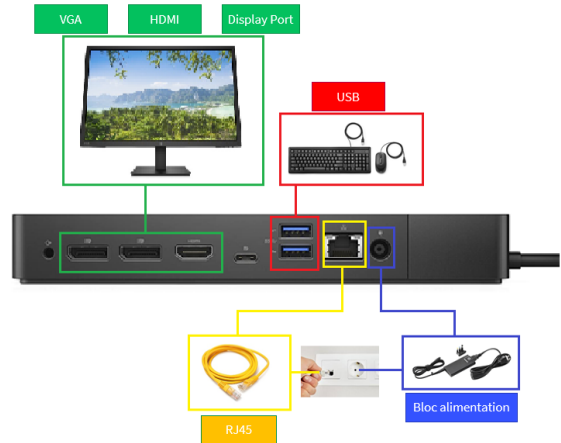 VGA
HDMI
Display Port
USB
RJ45
Bloc alimentation